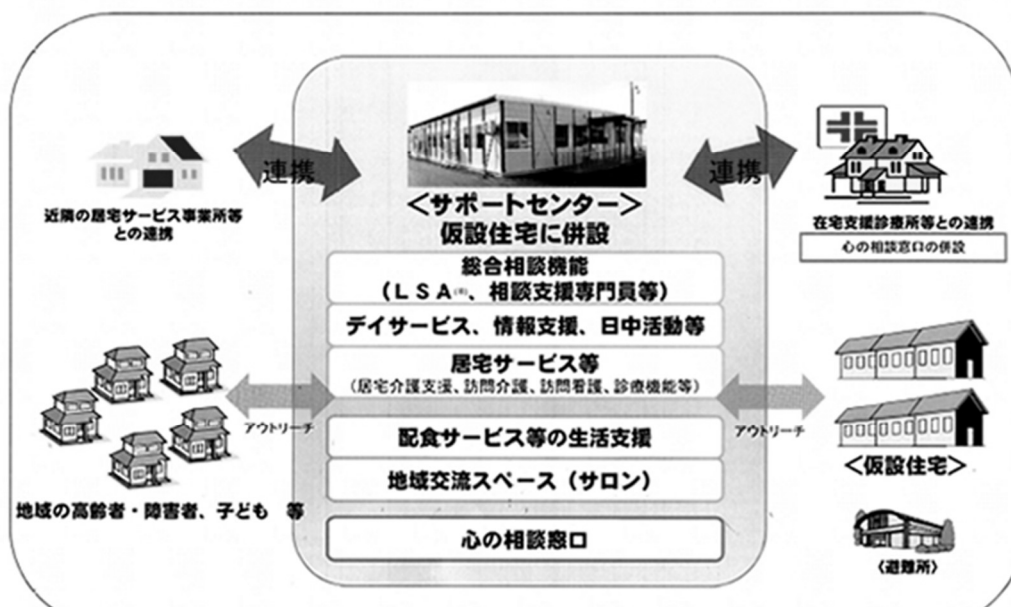 連携
連携
近隣の居宅サービス事業所等
との連携
<サポートセンター>
仮設住宅に併設
在宅支援診療所等との連携
心の相談窓口の併設
総合相談機能
(LSA(※)、相談支援専門員等)
デイサービス、情報支援、日中活動等
居宅サービス等
(居宅介護支援、訪問介護、訪問看護、診療機能等)
アウトリーチ
アウトリーチ
配食サービス等の生活支援
<仮設住宅>
地域交流スペース(サロン)
地域の高齢者・障害者、子ども 等
心の相談窓口
<避難所>